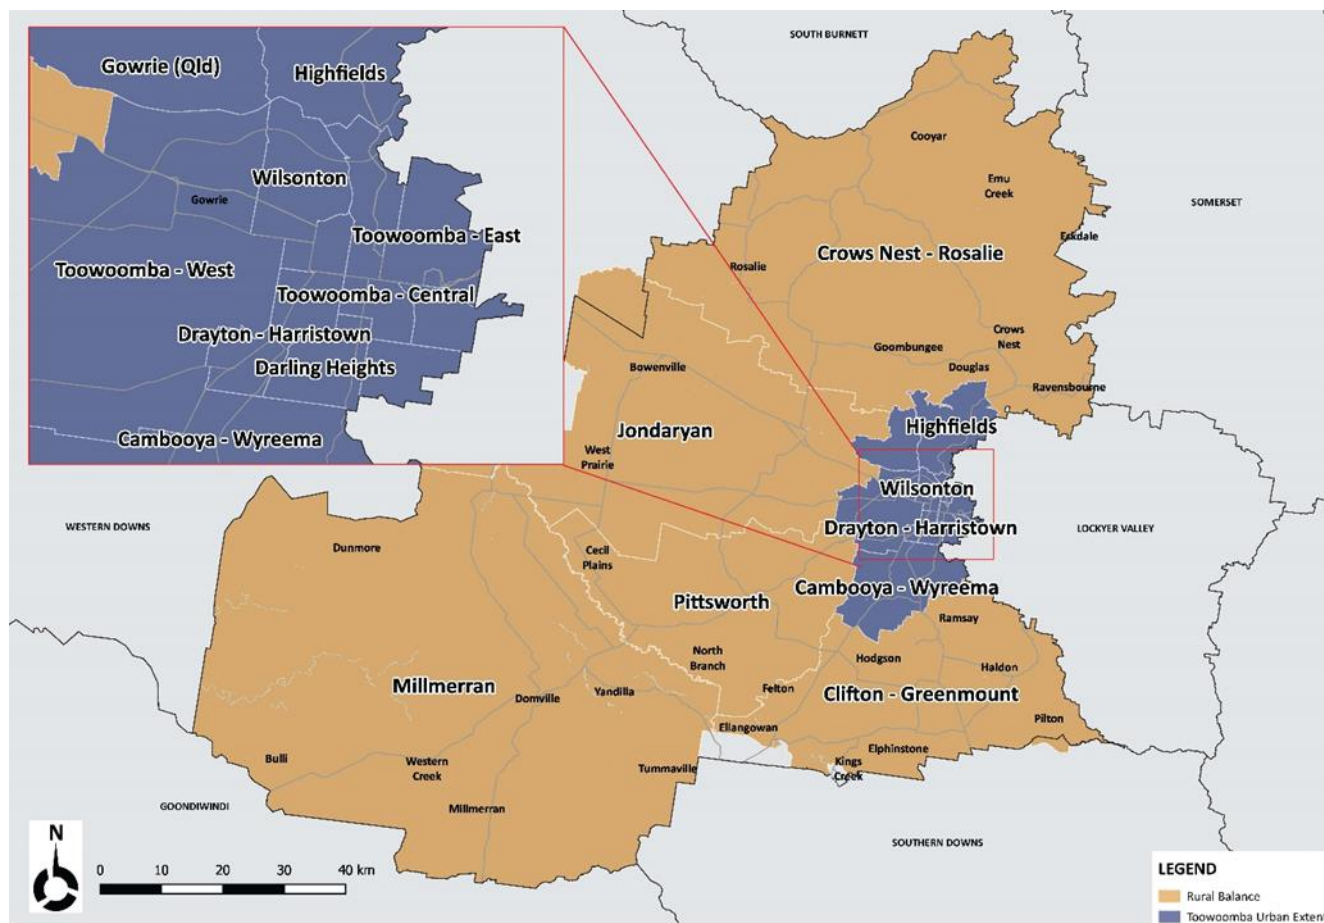 SOUTH BURNETT
Gowrie (Qld)
Highfields
Wilsonton
Gowrie
Toowoomba - East
Toowoomba - West
Toowoomba - Central
Drayton - Harristown
Darling Heights
Cambooya - Wyreema
Cooyar
Emu
Creek
SOMERSET
Eskdale
Crows Nest - Rosalie
Rosalie
Crows
Nest
Goombungee
Douglas
Ravensbourne
Bowenville
Highfields
Jondaryan
West
Prairie
Wilsonton
Drayton - Harristown
LOCKYER VALLEY
WESTERN DOWNS
Dunmore
Cecil
Plains
Cambooya - Wyreema
Pittsworth
Ramsay
North
Branch
Hodgson
Haldon
Millmerran
Domville
Yandilla
Felton
Clifton - Greenmount
Pilton
Ellangowan
Elphinstone
Bulli
Western
Creek
Tummaville
Kings
Creek
GOONDIWINDI
Millmerran
SOUTHERN DOWNS
N
0 10 20 30 40 km
LEGEND
Rural Balance
Toowoomba Urban Exten